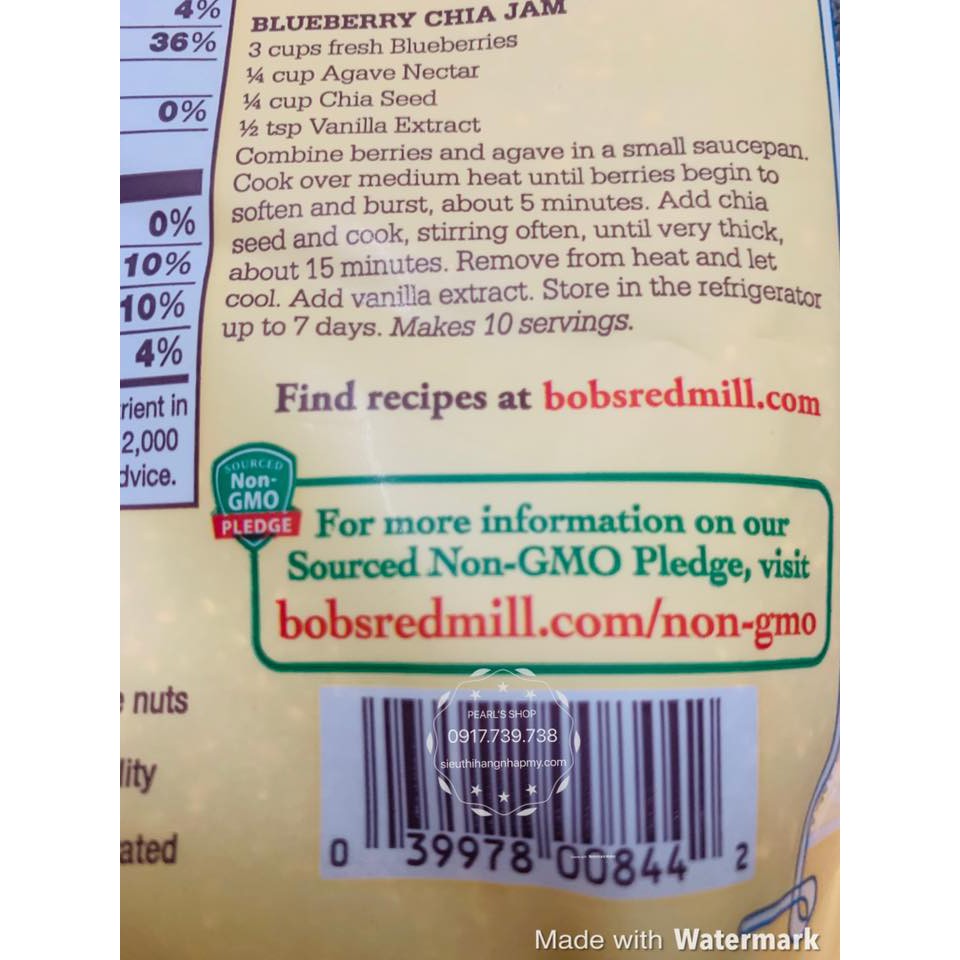 4%
36%
0%
0%
10%
10%
4%
rient in
2,000
dvice.
BLUEBERRY CHIA JAM
3 cups fresh Blueberries
¼ cup Agave Nectar
¼ cup Chia Seed
½ tsp Vanilla Extract
Combine berries and agave in a small saucepan.
Cook over medium heat until berries begin to
soften and burst, about 5 minutes. Add chia
seed and cook, stirring often, until very thick,
about 15 minutes. Remove from heat and let
cool. Add vanilla extract. Store in the refrigerator
up to 7 days. Makes 10 servings.
Find recipes at bobsredmill.com
SOURCED
Non-
GMO
PLEDGE
For more information on our
Sourced Non-GMO Pledge, visit
bobsredmill.com/non-gmo
nuts
lity
ated
PEARL'S SHOP
0917.739.738
sieuthihangnhapmy.com
0 39978 00844 2
Made with Watermark